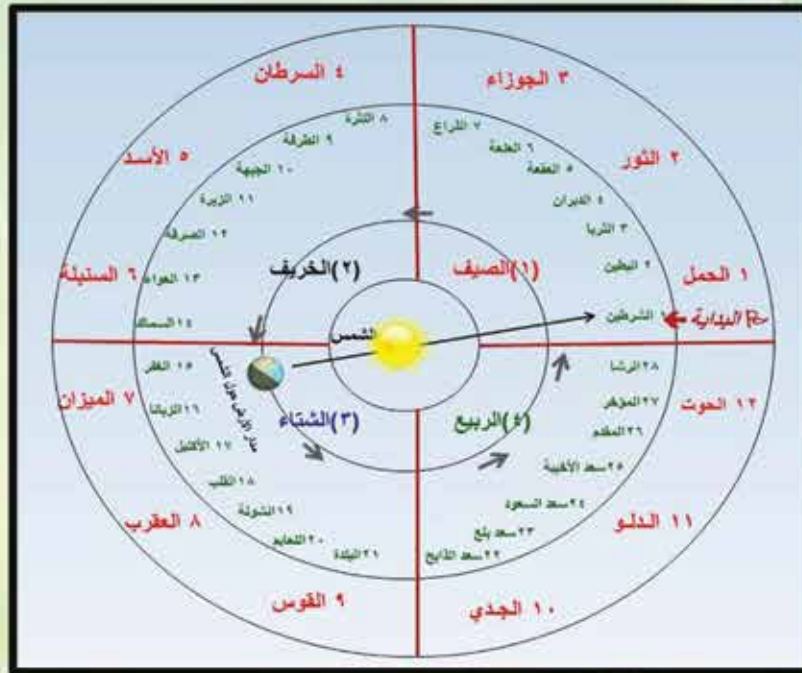 ٣ الجوزاء
٤ السرطان
٢ الثور
٥ الأسد
١ الحمل
٦ السنبلة
١٢ الحوت
٧ الميزان
١١ الدلو
٨ العقرب
١٠ الجدي
٩ القوس
البداية
١ الشرطين
٢ البطين
٣ الثريا
٤ الدبران
٥ الهقعة
٦ الهنعة
٧ الذراع
٨ النثرة
٩ الطرفة
١٠ الجبهة
١١ الزبرة
١٢ الصرفة
١٣ العواء
١٤ السماك
١٥ الغفر
١٦ الزبانا
١٧ الأكليل
١٨ القلب
١٩ الشولة
٢٠ النعايم
٢١ البلدة
٢٢ سعد الذابح
٢٣ سعد بلع
٢٤ سعد السعود
٢٥ سعد الأخبية
٢٦ المقدم
٢٧ المؤخر
٢٨ الرشا
(١) الصيف
(٢) الخريف
(٣) الشتاء
(٤) الربيع
الشمس
مدار الأرض حول الشمس